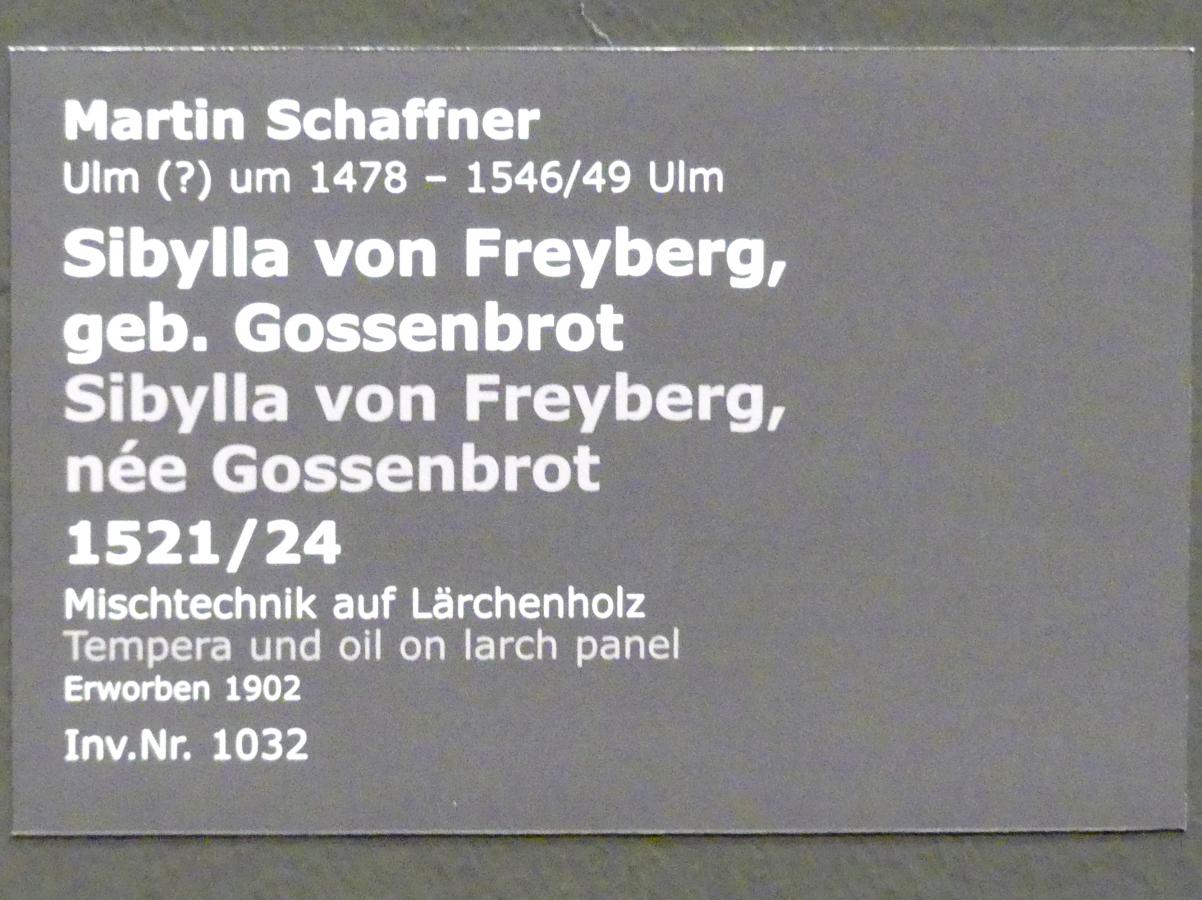 Martin Schaffner
Ulm (?) um 1478 – 1546/49 Ulm
Sibylla von Freyberg,
geb. Gossenbrot
Sibylla von Freyberg,
née Gossenbrot
1521/24
Mischtechnik auf Lärchenholz
Tempera und oil on larch panel
Erworben 1902
Inv.Nr. 1032